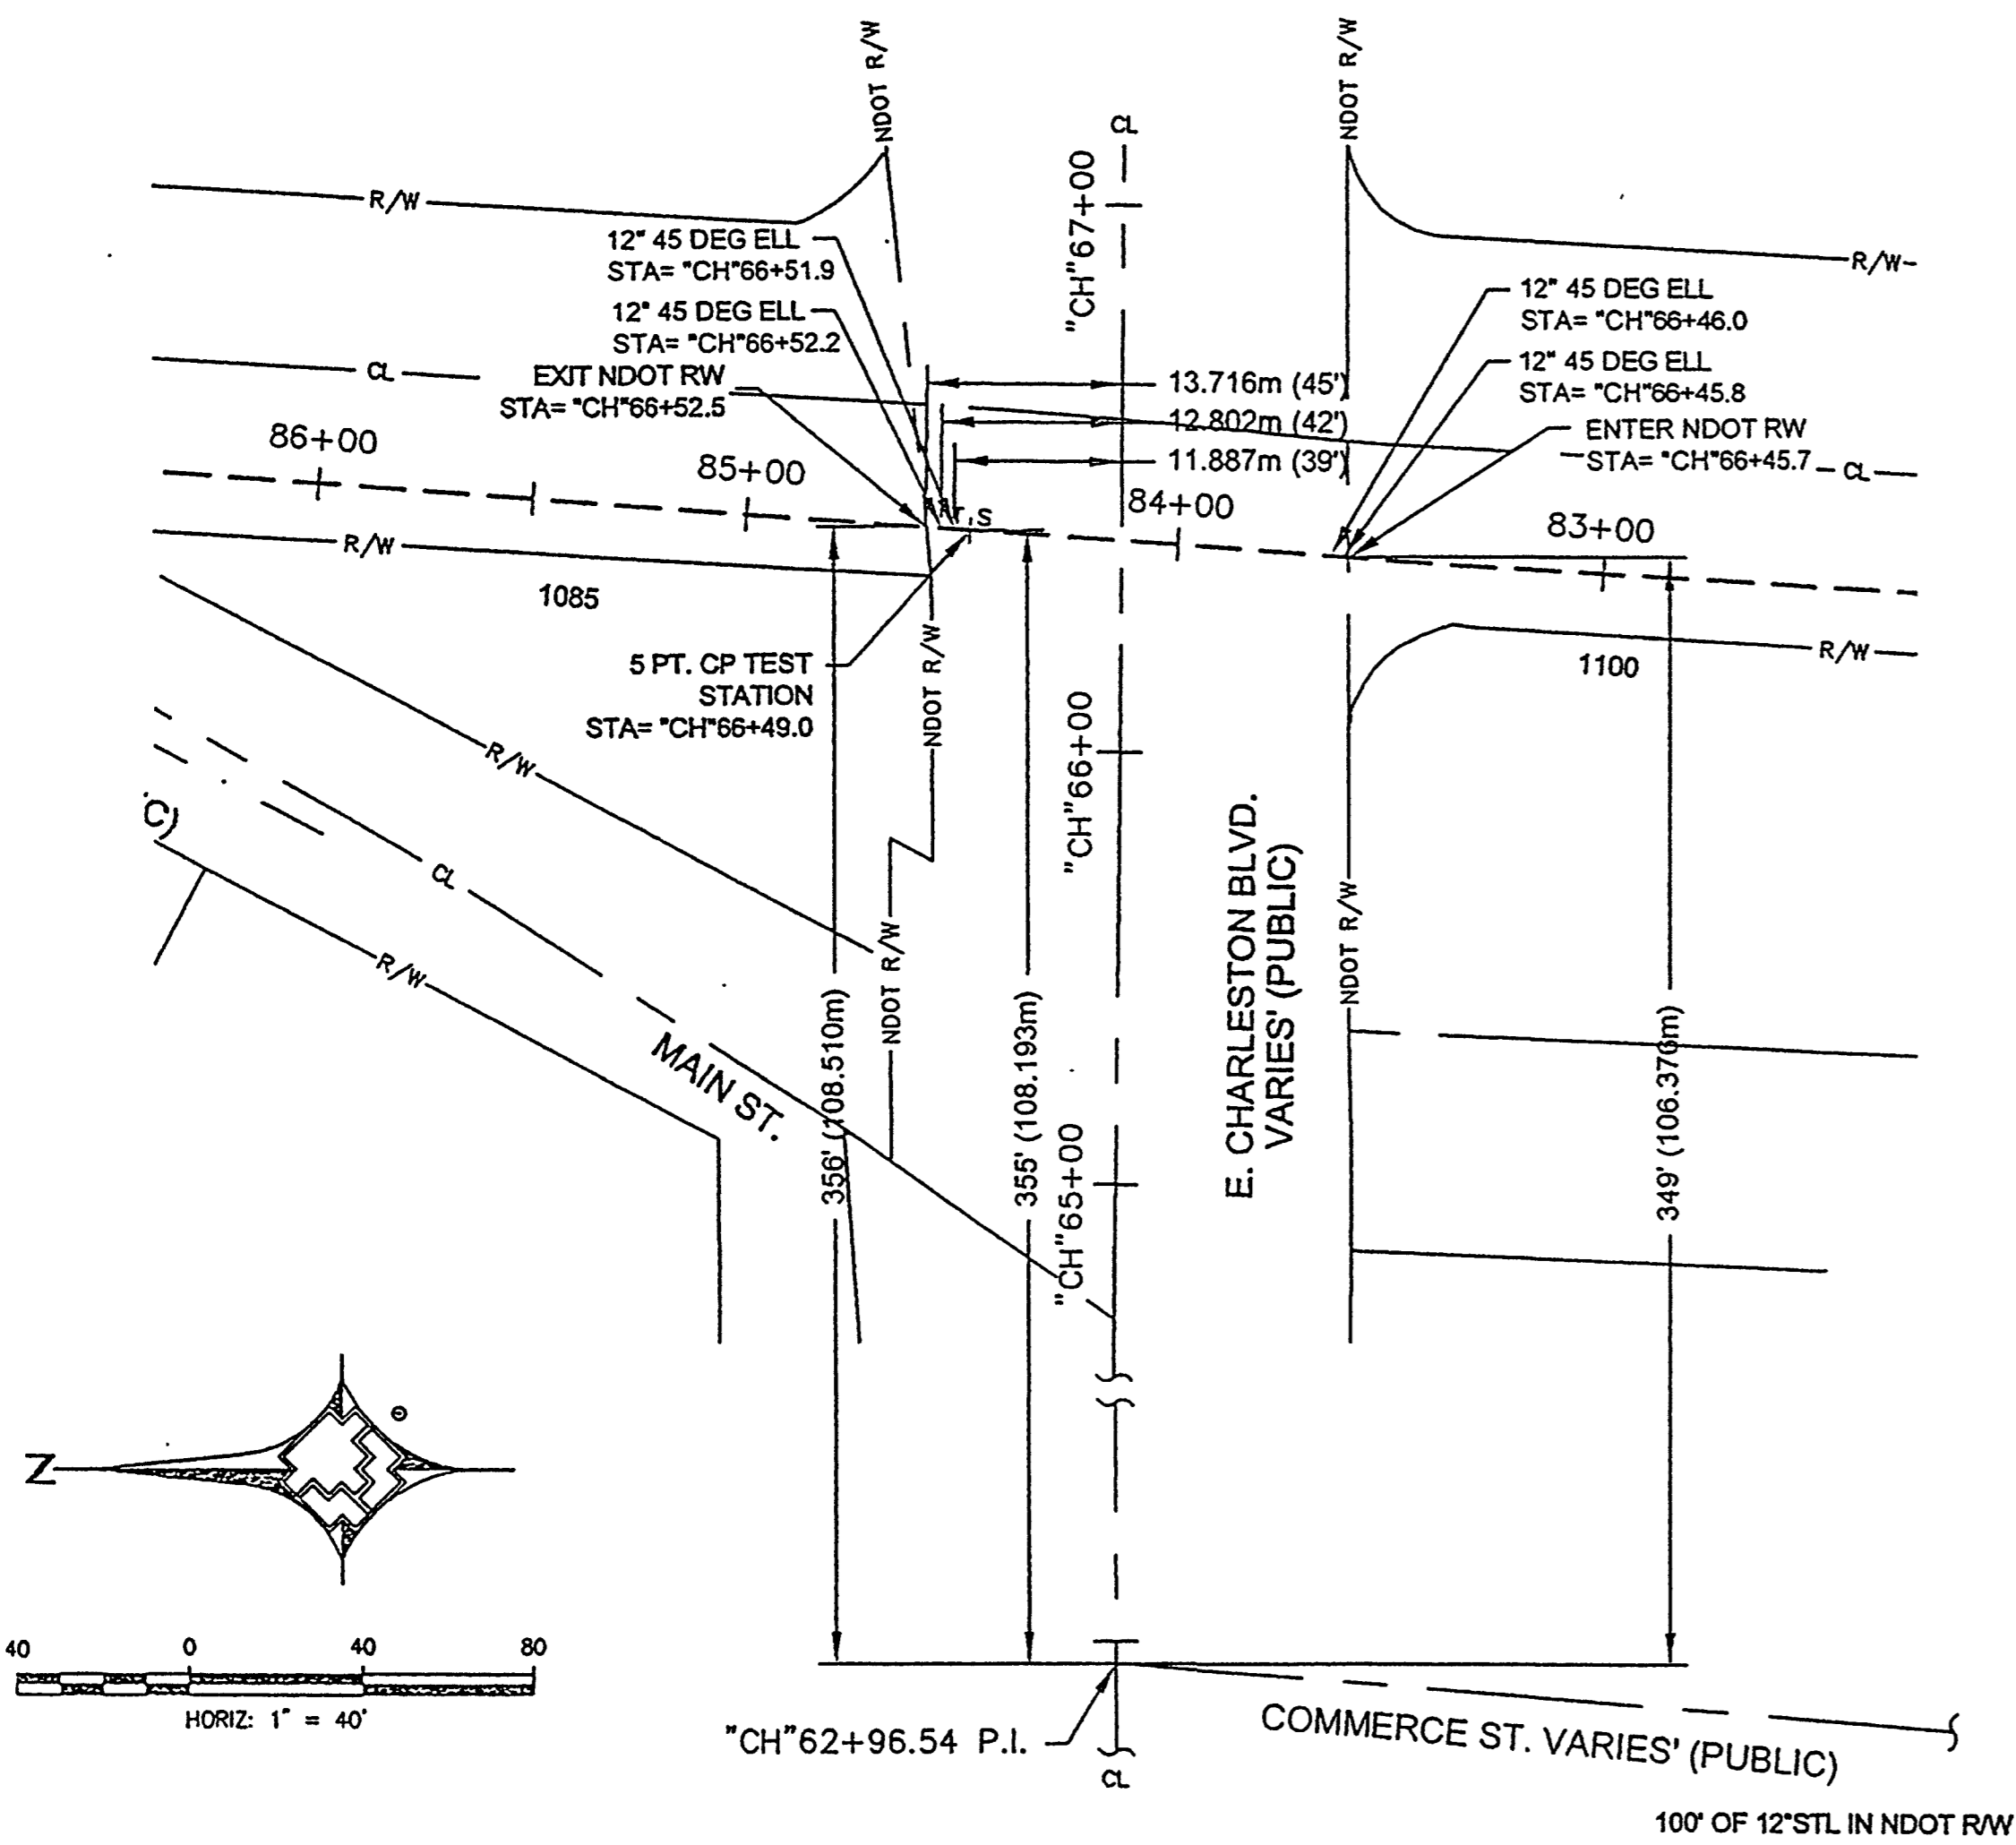 NDOT R/W
NDOT R/W
CL
R/W
12" 45 DEG ELL
STA= "CH"66+51.9
"CH"67+00
R/W
12" 45 DEG ELL
STA= "CH"66+46.0
12" 45 DEG ELL
STA= "CH"66+52.2
CL
EXIT NDOT RW
STA= "CH"66+52.5
13.716m (45')
12.802m (42')
11.887m (39')
12" 45 DEG ELL
STA= "CH"66+45.8
ENTER NDOT RW
STA= "CH"66+45.7
CL
86+00
85+00
84+00
83+00
S
R/W
1085
NDOT R/W
5 PT. CP TEST
STATION
STA= "CH"66+49.0
R/W
1100
R/W
"CH"66+00
C)
CL
R/W
NDOT R/W
NDOT R/W
E. CHARLESTON BLVD.
VARIES' (PUBLIC)
MAIN ST.
356' (108.510m)
355' (108.193m)
"CH"65+00
349' (106.376m)
Z
40 0 40 80
HORIZ: 1" = 40'
"CH"62+96.54 P.I.
CL
COMMERCE ST. VARIES' (PUBLIC)
100' OF 12"STL IN NDOT R/W